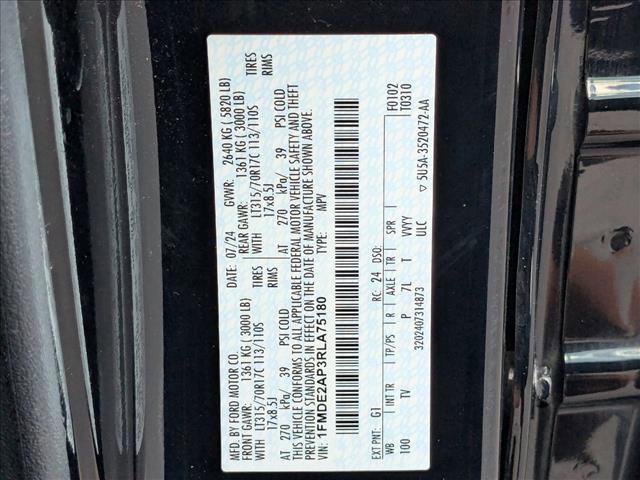 MFD. BY FORD MOTOR CO. DATE: 07/24 GVWR: 2640 KG ( 5820 LB)
FRONT GAWR: 1361 KG ( 3000 LB) REAR GAWR: 1361 KG ( 3000 LB)
WITH LT315/70R17C 113/110S TIRES WITH LT315/70R17C 113/110S TIRES
17x8.5J RIMS 17x8.5J RIMS
AT 270 kPa/ 39 PSI COLD AT 270 kPa/ 39 PSI COLD
THIS VEHICLE CONFORMS TO ALL APPLICABLE FEDERAL MOTOR VEHICLE SAFETY AND THEFT
PREVENTION STANDARDS IN EFFECT ON THE DATE OF MANUFACTURE SHOWN ABOVE.
VIN: 1FMDE2AP3RLA75180 TYPE: MPV
EXT PNT: G1 RC: 24 DSO: F0102
WB INT TR TP/PS R AXLE TR SPR T0310
100 TV P 7L T VVYY
ULC
3202407314873 ▽ 5U5A-3520472-AA